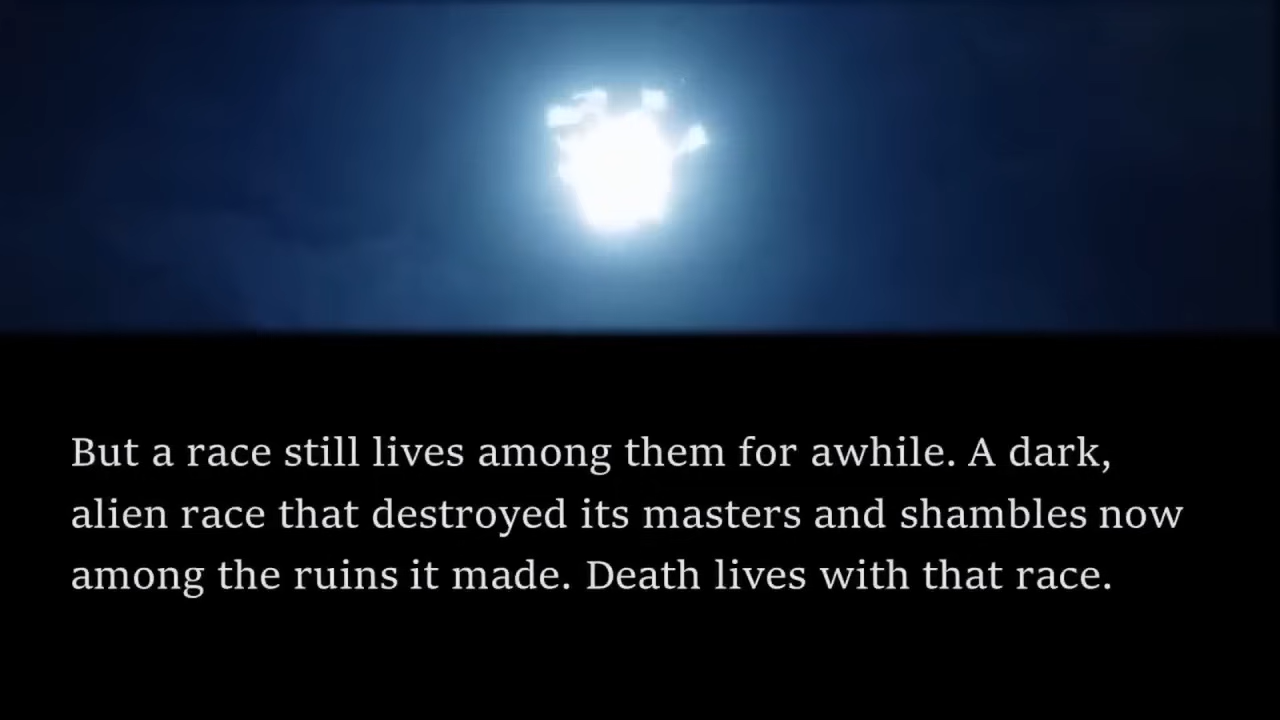 But a race still lives among them for awhile. A dark,
alien race that destroyed its masters and shambles now
among the ruins it made. Death lives with that race.